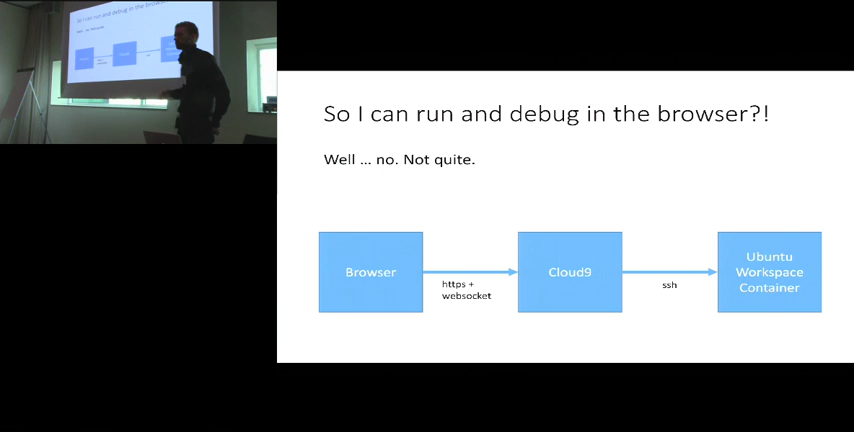 So I can run and debug in the browser?!
Well ... no. Not quite.
Browser
https +
websocket
Cloud9
ssh
Ubuntu
Workspace
Container